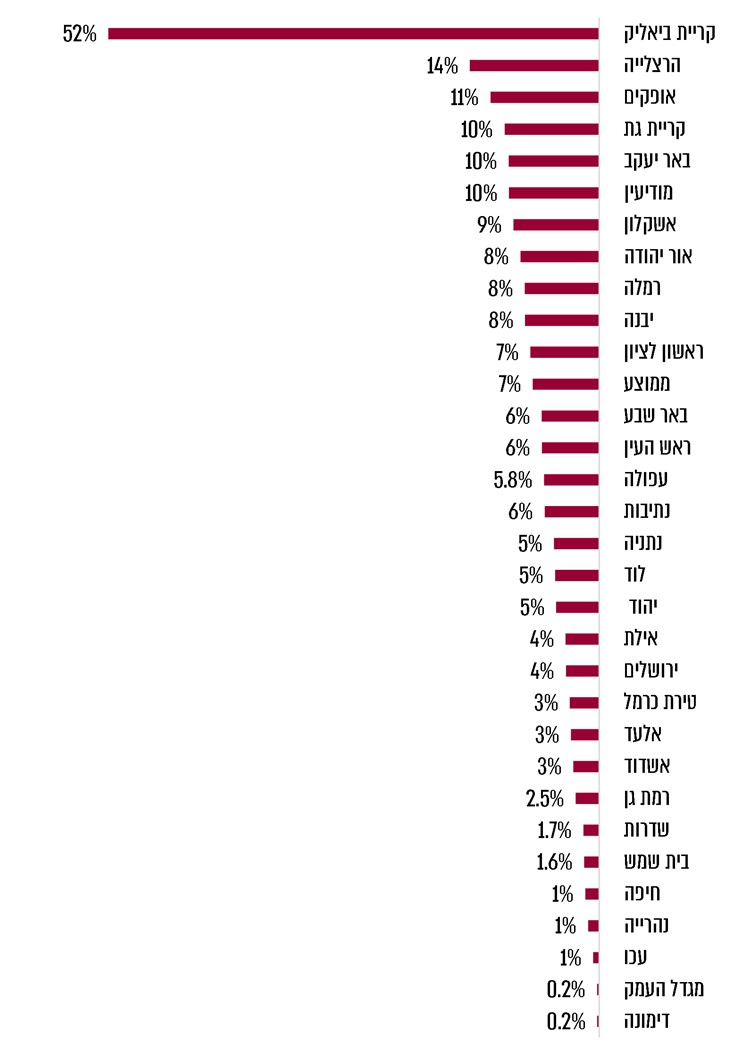 קריית ביאליק 52%
הרצלייה 14%
אופקים 11%
קריית גת 10%
באר יעקב 10%
מודיעין 10%
אשקלון 9%
אור יהודה 8%
רמלה 8%
יבנה 8%
ראשון לציון 7%
ממוצע 7%
באר שבע 6%
ראש העין 6%
עפולה 5.8%
נתיבות 6%
נתניה 5%
לוד 5%
יהוד 5%
אילת 4%
ירושלים 4%
טירת כרמל 3%
אלעד 3%
אשדוד 3%
רמת גן 2.5%
שדרות 1.7%
בית שמש 1.6%
חיפה 1%
נהרייה 1%
עכו 1%
מגדל העמק 0.2%
דימונה 0.2%